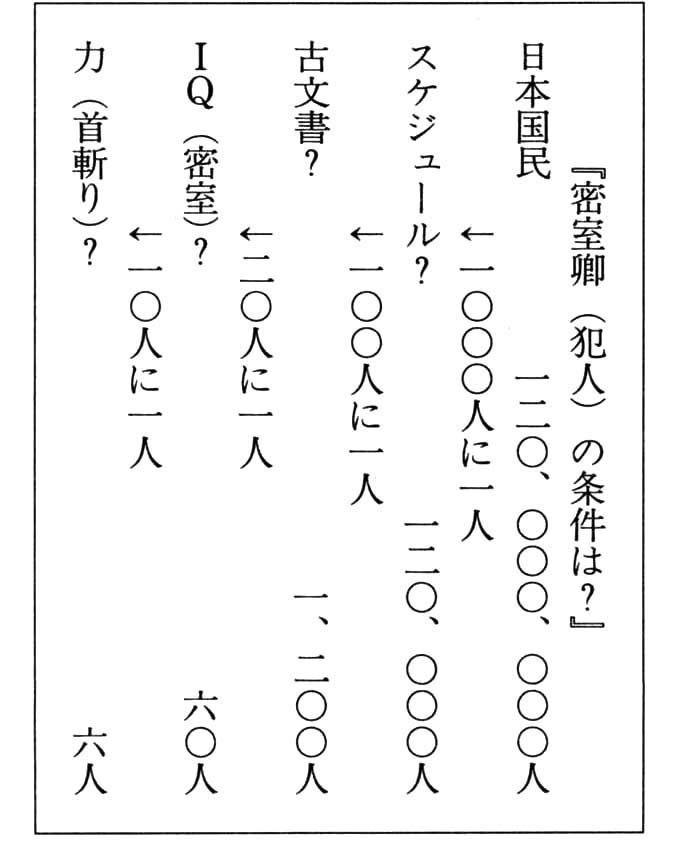 『密室卿（犯人）の条件は？』
日本国民　一二〇、〇〇〇、〇〇〇人
←一〇〇〇人に一人
スケジュール？　一二〇、〇〇〇人
←一〇〇人に一人
古文書？　一、二〇〇人
←二〇人に一人
ＩＱ（密室）？　六〇人
←一〇人に一人
力（首斬り）？　六人